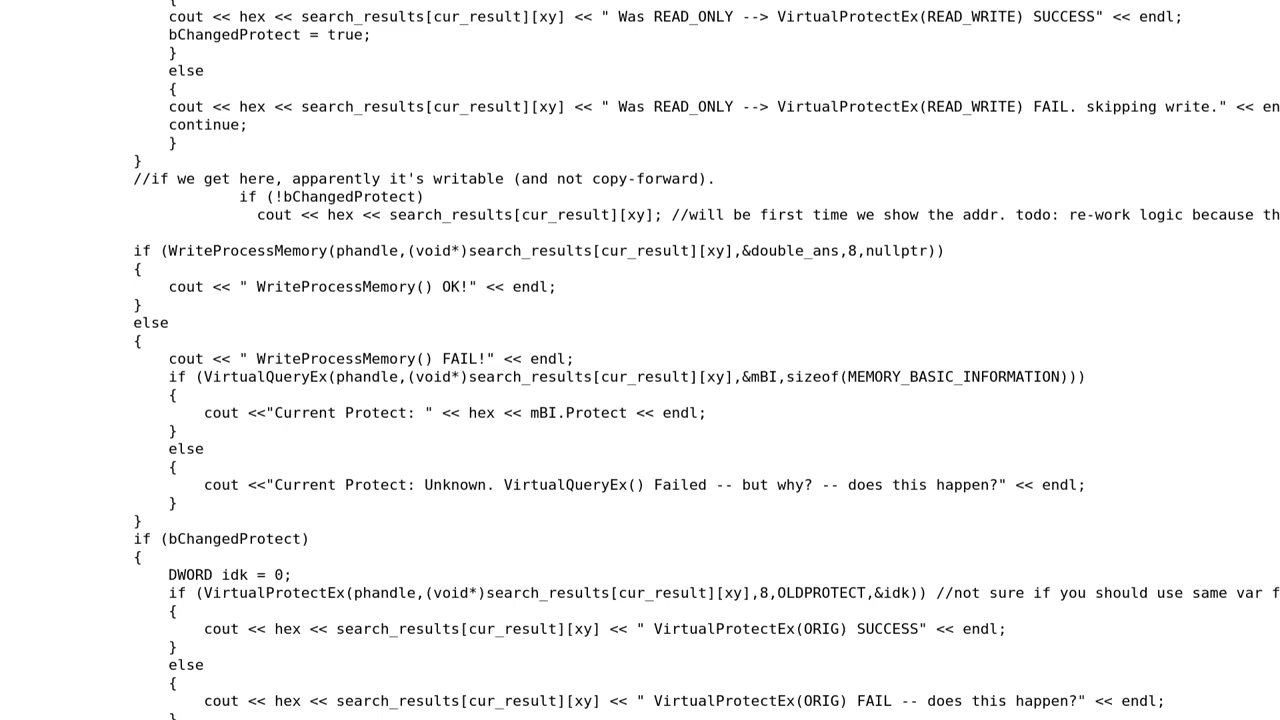 {
cout << hex << search_results[cur_result][xy] << " Was READ_ONLY --> VirtualProtectEx(READ_WRITE) SUCCESS" << endl;
bChangedProtect = true;
}
else
{
cout << hex << search_results[cur_result][xy] << " Was READ_ONLY --> VirtualProtectEx(READ_WRITE) FAIL. skipping write." << en
continue;
}
}
//if we get here, apparently it's writable (and not copy-forward).
if (!bChangedProtect)
cout << hex << search_results[cur_result][xy]; //will be first time we show the addr. todo: re-work logic because th
if (WriteProcessMemory(phandle,(void*)search_results[cur_result][xy],&double_ans,8,nullptr))
{
cout << " WriteProcessMemory() OK!" << endl;
}
else
{
cout << " WriteProcessMemory() FAIL!" << endl;
if (VirtualQueryEx(phandle,(void*)search_results[cur_result][xy],&mBI,sizeof(MEMORY_BASIC_INFORMATION)))
{
cout <<"Current Protect: " << hex << mBI.Protect << endl;
}
else
{
cout <<"Current Protect: Unknown. VirtualQueryEx() Failed -- but why? -- does this happen?" << endl;
}
}
if (bChangedProtect)
{
DWORD idk = 0;
if (VirtualProtectEx(phandle,(void*)search_results[cur_result][xy],8,OLDPROTECT,&idk)) //not sure if you should use same var f
{
cout << hex << search_results[cur_result][xy] << " VirtualProtectEx(ORIG) SUCCESS" << endl;
}
else
{
cout << hex << search_results[cur_result][xy] << " VirtualProtectEx(ORIG) FAIL -- does this happen?" << endl;
}